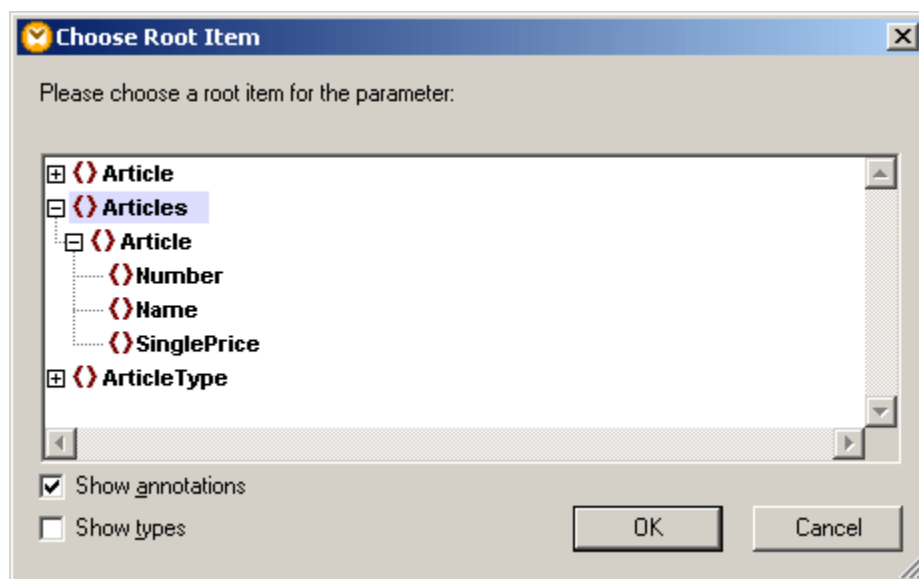 Choose Root Item
Please choose a root item for the parameter:
Article
Articles
Article
Number
Name
SinglePrice
ArticleType
Show annotations
Show types
OK
Cancel